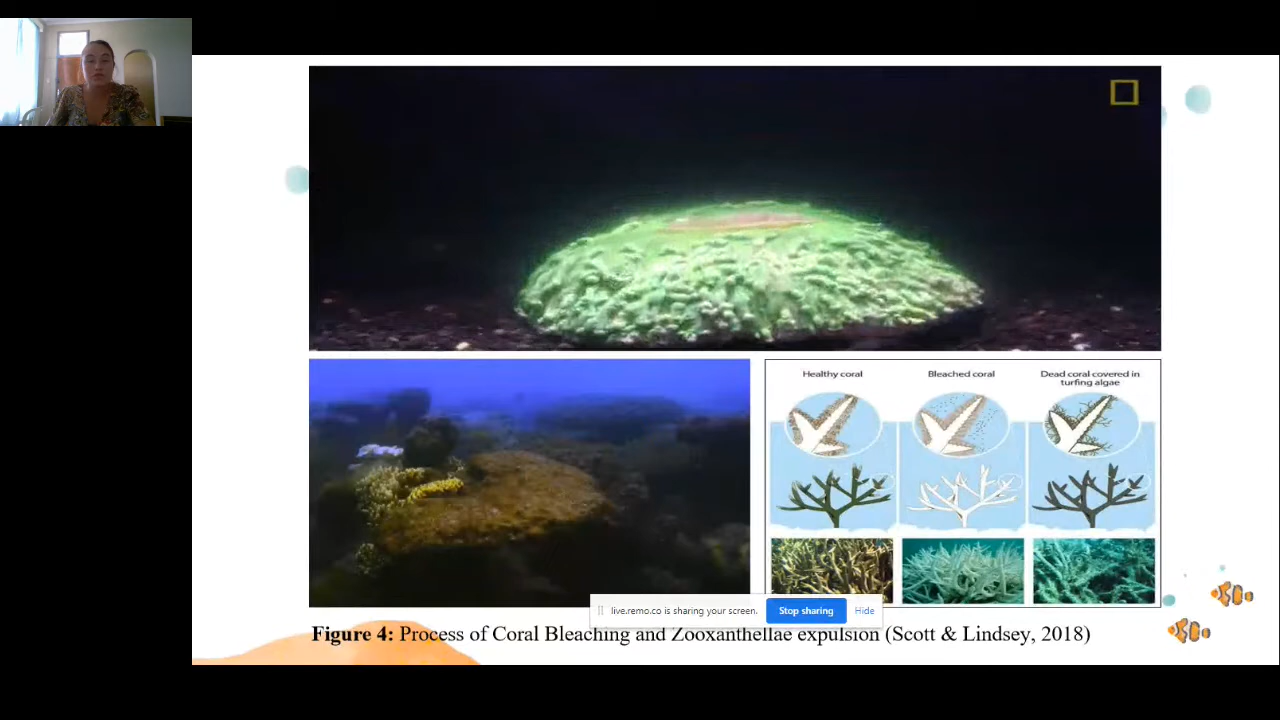 Healthy coral
Bleached coral
Dead coral covered in
turfing algae
live.remo.co is sharing your screen.
Stop sharing
Hide
Figure 4: Process of Coral Bleaching and Zooxanthellae expulsion (Scott & Lindsey, 2018)